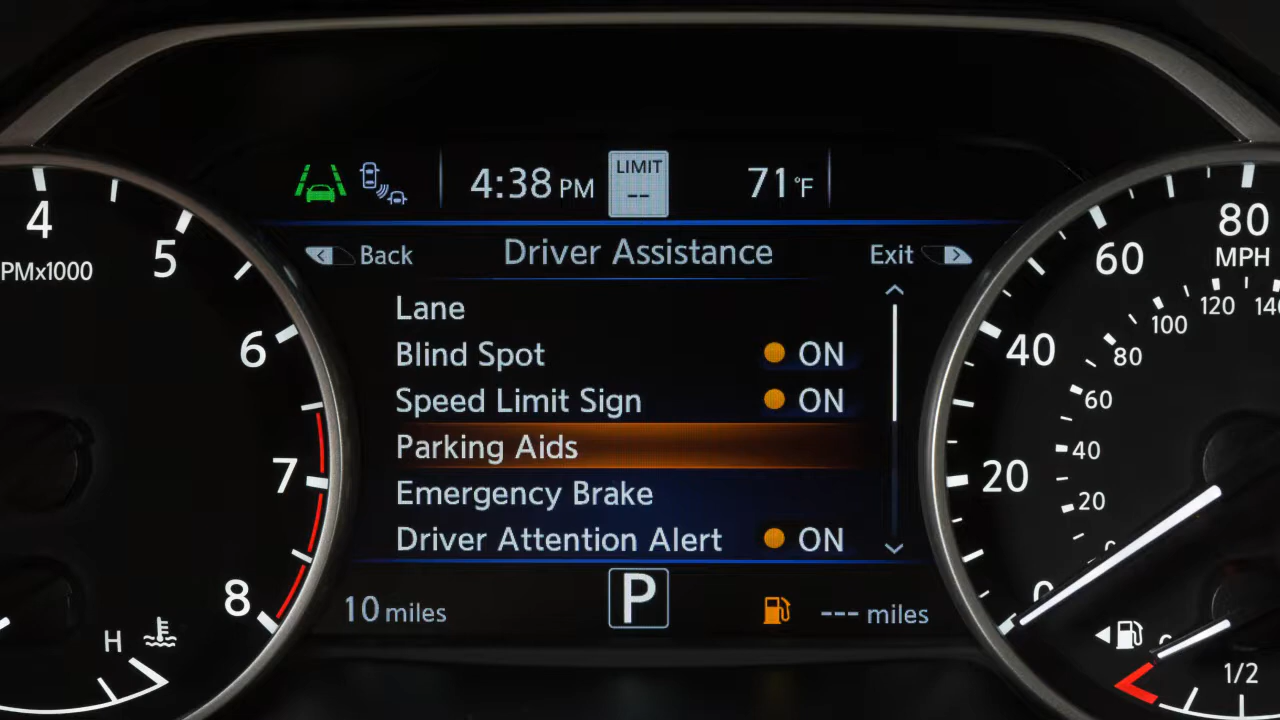 4:38 PM
LIMIT
--
71°F
Back
Driver Assistance
Exit
Lane
Blind Spot ON
Speed Limit Sign ON
Parking Aids
Emergency Brake
Driver Attention Alert ON
10 miles
P
--- miles
4
5
6
7
8
PMx1000
H
80
MPH
60
40
20
0
140
120
100
80
60
40
20
0
1/2